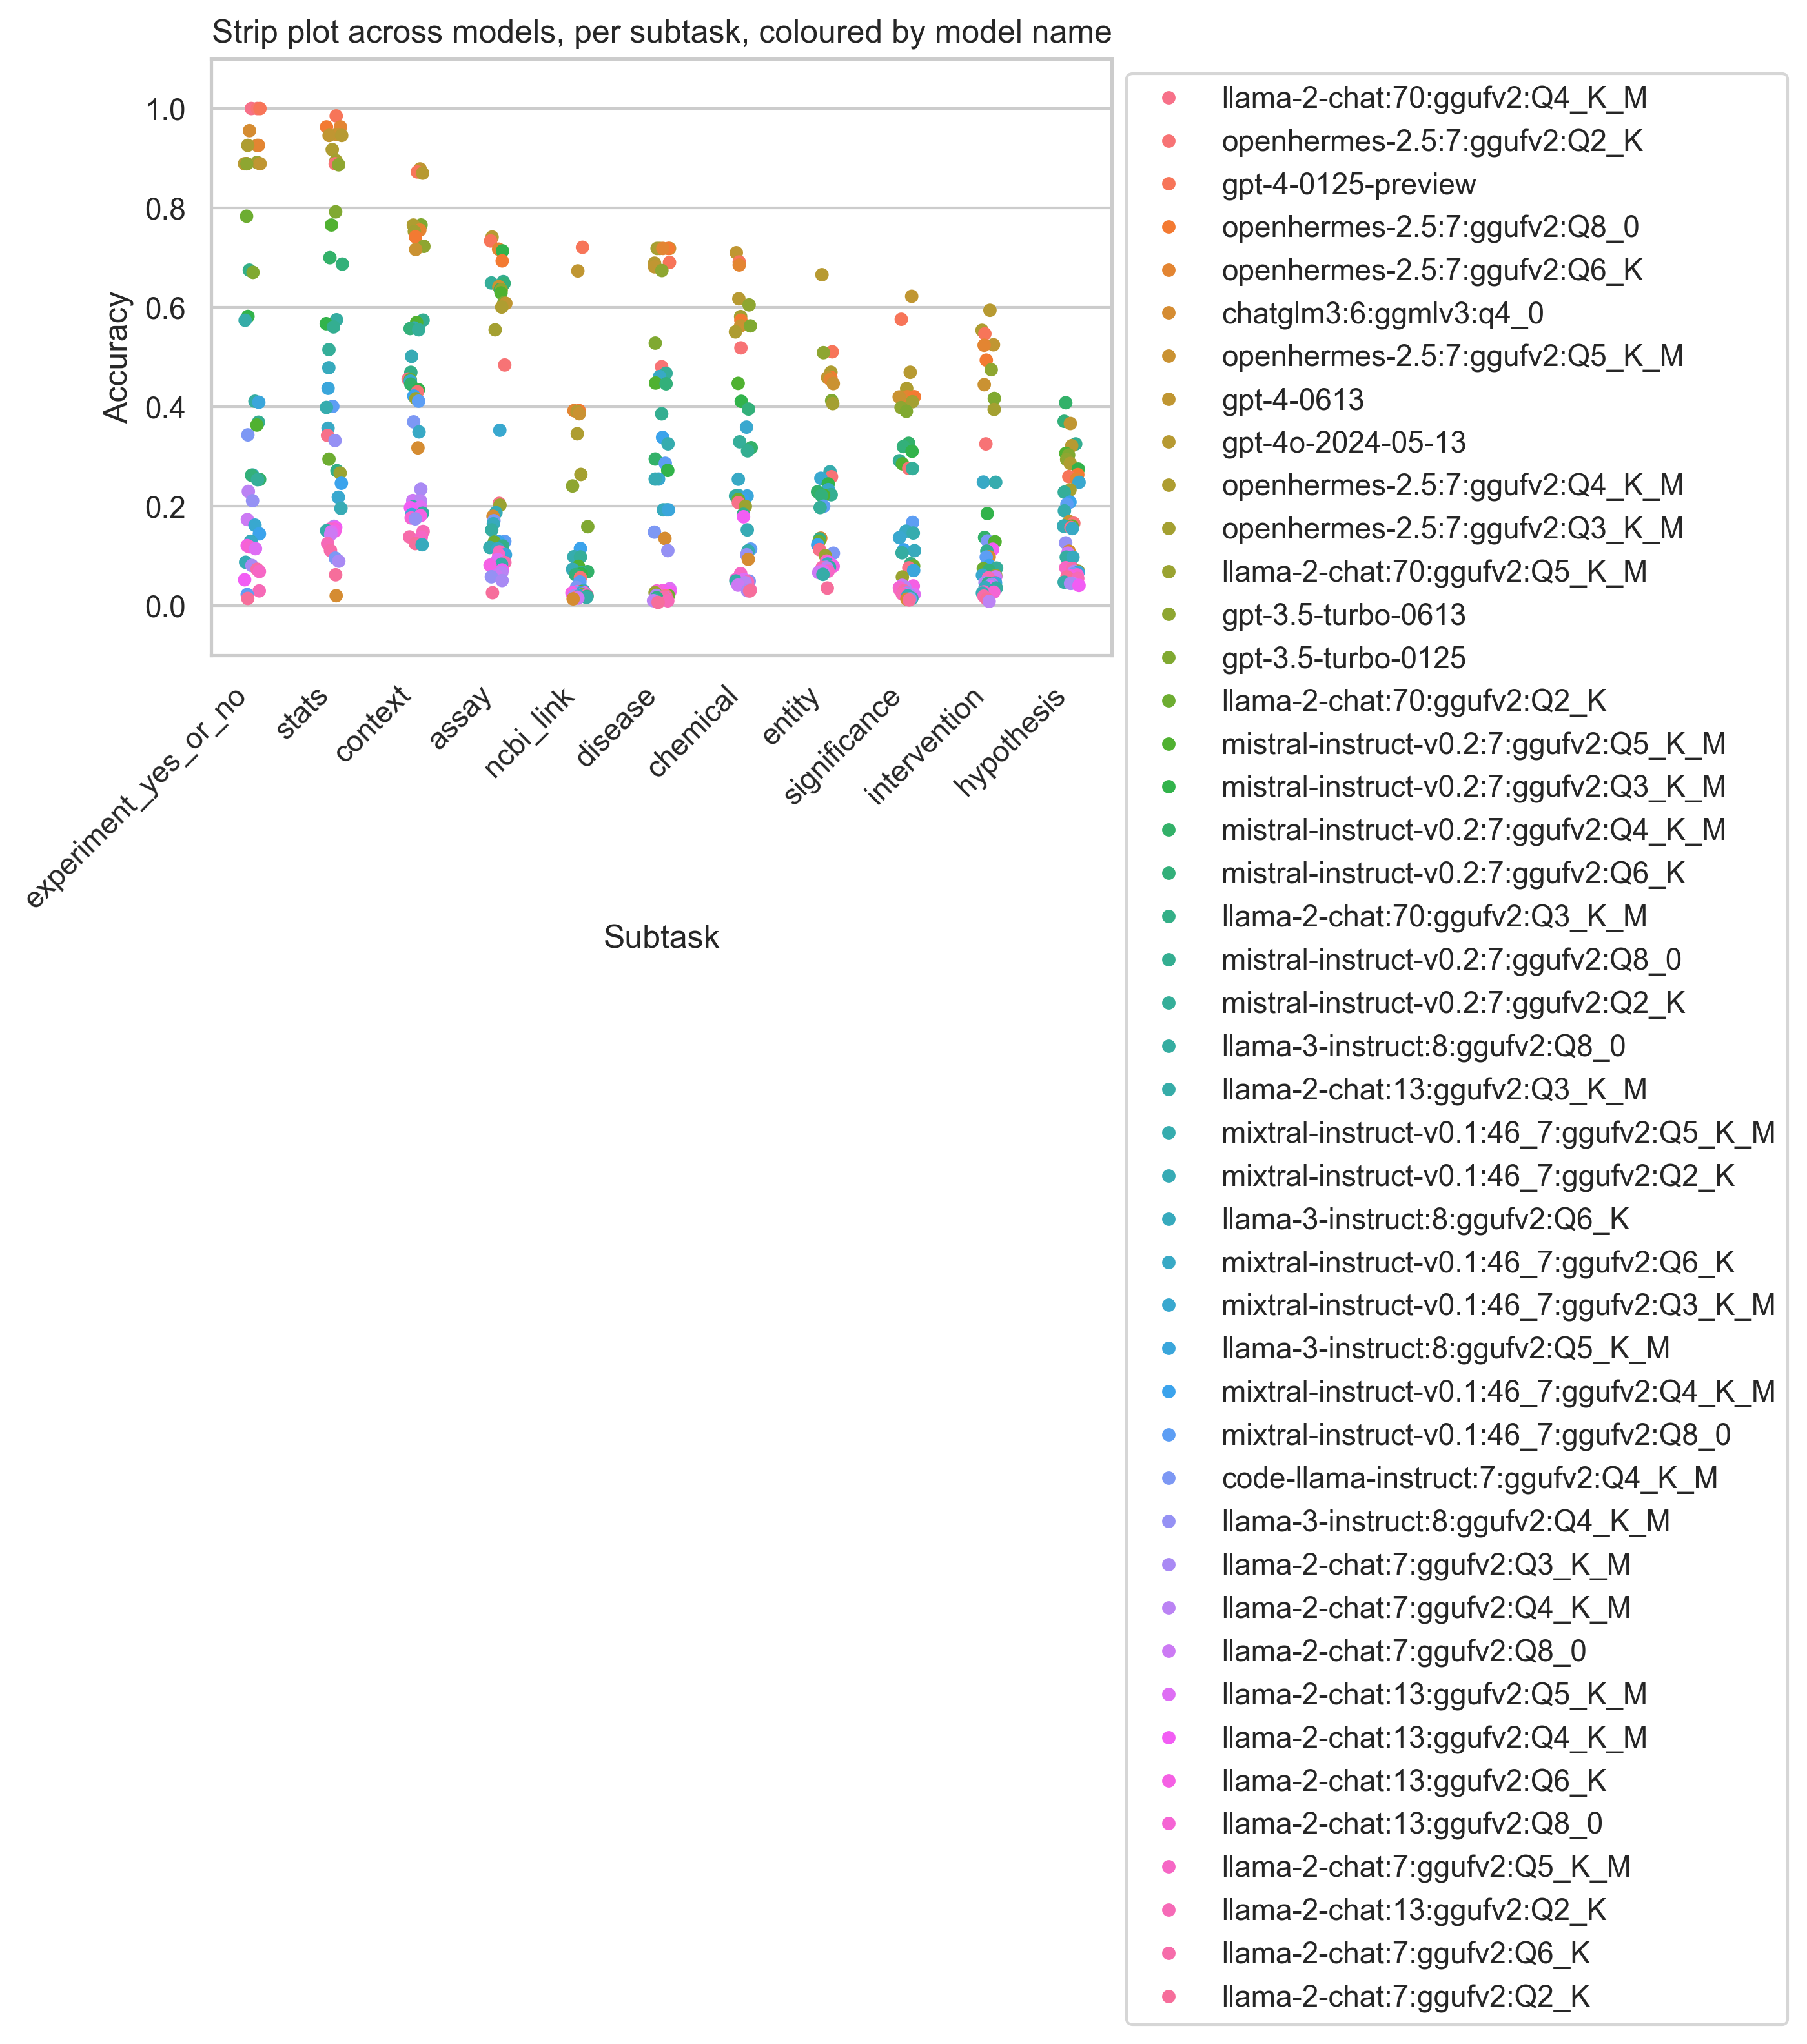 Strip plot across models, per subtask, coloured by model name
1.0
0.8
0.6
0.4
0.2
0.0
Accuracy
experiment_yes_or_no
stats
context
assay
ncbi_link
disease
chemical
entity
significance
intervention
hypothesis
Subtask
llama-2-chat:70:ggufv2:Q4_K_M
openhermes-2.5:7:ggufv2:Q2_K
gpt-4-0125-preview
openhermes-2.5:7:ggufv2:Q8_0
openhermes-2.5:7:ggufv2:Q6_K
chatglm3:6:ggmlv3:q4_0
openhermes-2.5:7:ggufv2:Q5_K_M
gpt-4-0613
gpt-4o-2024-05-13
openhermes-2.5:7:ggufv2:Q4_K_M
openhermes-2.5:7:ggufv2:Q3_K_M
llama-2-chat:70:ggufv2:Q5_K_M
gpt-3.5-turbo-0613
gpt-3.5-turbo-0125
llama-2-chat:70:ggufv2:Q2_K
mistral-instruct-v0.2:7:ggufv2:Q5_K_M
mistral-instruct-v0.2:7:ggufv2:Q3_K_M
mistral-instruct-v0.2:7:ggufv2:Q4_K_M
mistral-instruct-v0.2:7:ggufv2:Q6_K
llama-2-chat:70:ggufv2:Q3_K_M
mistral-instruct-v0.2:7:ggufv2:Q8_0
mistral-instruct-v0.2:7:ggufv2:Q2_K
llama-3-instruct:8:ggufv2:Q8_0
llama-2-chat:13:ggufv2:Q3_K_M
mixtral-instruct-v0.1:46_7:ggufv2:Q5_K_M
mixtral-instruct-v0.1:46_7:ggufv2:Q2_K
llama-3-instruct:8:ggufv2:Q6_K
mixtral-instruct-v0.1:46_7:ggufv2:Q6_K
mixtral-instruct-v0.1:46_7:ggufv2:Q3_K_M
llama-3-instruct:8:ggufv2:Q5_K_M
mixtral-instruct-v0.1:46_7:ggufv2:Q4_K_M
mixtral-instruct-v0.1:46_7:ggufv2:Q8_0
code-llama-instruct:7:ggufv2:Q4_K_M
llama-3-instruct:8:ggufv2:Q4_K_M
llama-2-chat:7:ggufv2:Q3_K_M
llama-2-chat:7:ggufv2:Q4_K_M
llama-2-chat:7:ggufv2:Q8_0
llama-2-chat:13:ggufv2:Q5_K_M
llama-2-chat:13:ggufv2:Q4_K_M
llama-2-chat:13:ggufv2:Q6_K
llama-2-chat:13:ggufv2:Q8_0
llama-2-chat:7:ggufv2:Q5_K_M
llama-2-chat:13:ggufv2:Q2_K
llama-2-chat:7:ggufv2:Q6_K
llama-2-chat:7:ggufv2:Q2_K